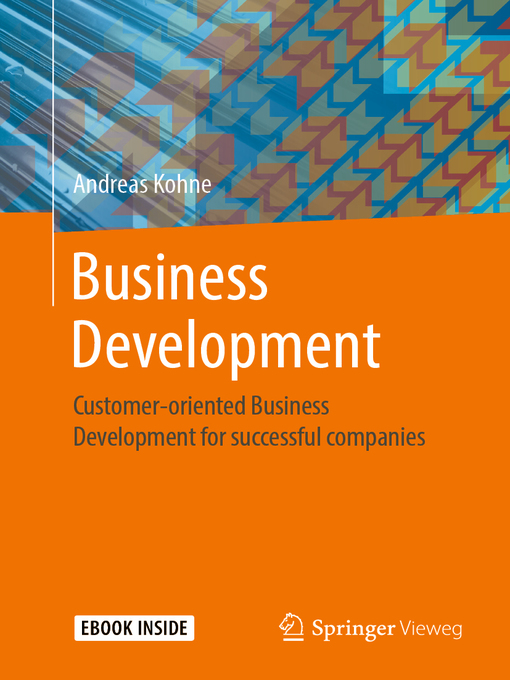 Andreas Kohne
Business
Development
Customer-oriented Business
Development for successful companies
EBOOK INSIDE
Springer Vieweg